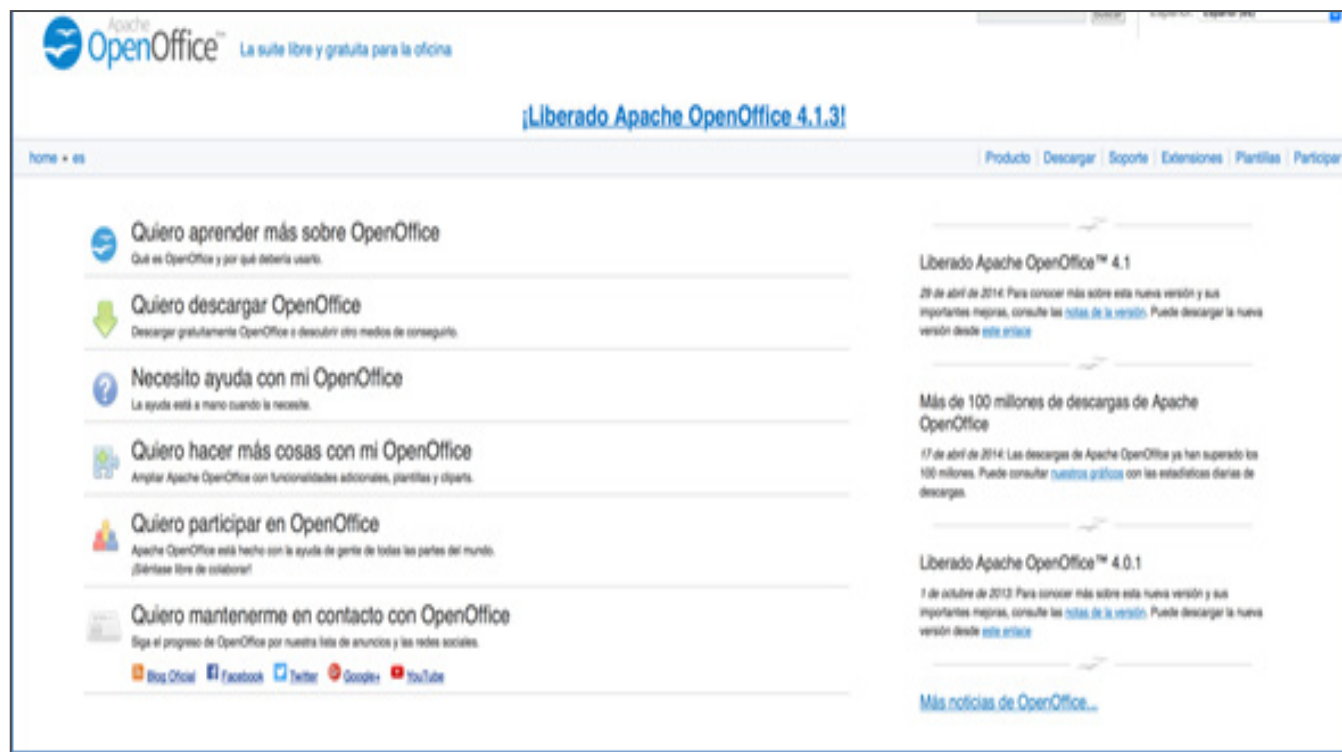 Apache
OpenOffice™ La suite libre y gratuita para la oficina
Buscar Español: Español (es)
¡Liberado Apache OpenOffice 4.1.3!
home » es
Producto Descargar Soporte Extensiones Plantillas Participar
Quiero aprender más sobre OpenOffice
Qué es OpenOffice y por qué debería usarlo.
Quiero descargar OpenOffice
Descargar gratuitamente OpenOffice o descubrir otro medios de conseguirlo.
Necesito ayuda con mi OpenOffice
La ayuda está a mano cuando la necesite.
Quiero hacer más cosas con mi OpenOffice
Ampliar Apache OpenOffice con funcionalidades adicionales, plantillas y cliparts.
Quiero participar en OpenOffice
Apache OpenOffice está hecho con la ayuda de gente de todas las partes del mundo.
¡Siéntase libre de colaborar!
Quiero mantenerme en contacto con OpenOffice
Siga el progreso de OpenOffice por nuestra lista de anuncios y las redes sociales.
Blog Oficial Facebook Twitter Google+ YouTube
Liberado Apache OpenOffice™ 4.1
29 de abril de 2014: Para conocer más sobre esta nueva versión y sus
importantes mejoras, consulte las notas de la versión. Puede descargar la nueva
versión desde este enlace
Más de 100 millones de descargas de Apache
OpenOffice
17 de abril de 2014: Las descargas de Apache OpenOffice ya han superado los
100 millones. Puede consultar nuestros gráficos con las estadísticas diarias de
descargas.
Liberado Apache OpenOffice™ 4.0.1
1 de octubre de 2013: Para conocer más sobre esta nueva versión y sus
importantes mejoras, consulte las notas de la versión. Puede descargar la nueva
versión desde este enlace
Más noticias de OpenOffice...